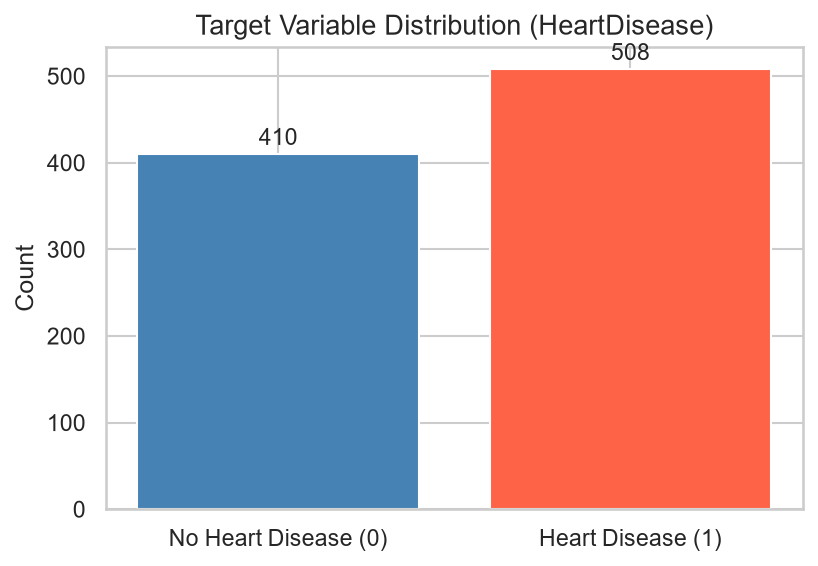 Target Variable Distribution (HeartDisease)
508
500
410
400
300
Count
200
100
0
No Heart Disease (0)
Heart Disease (1)